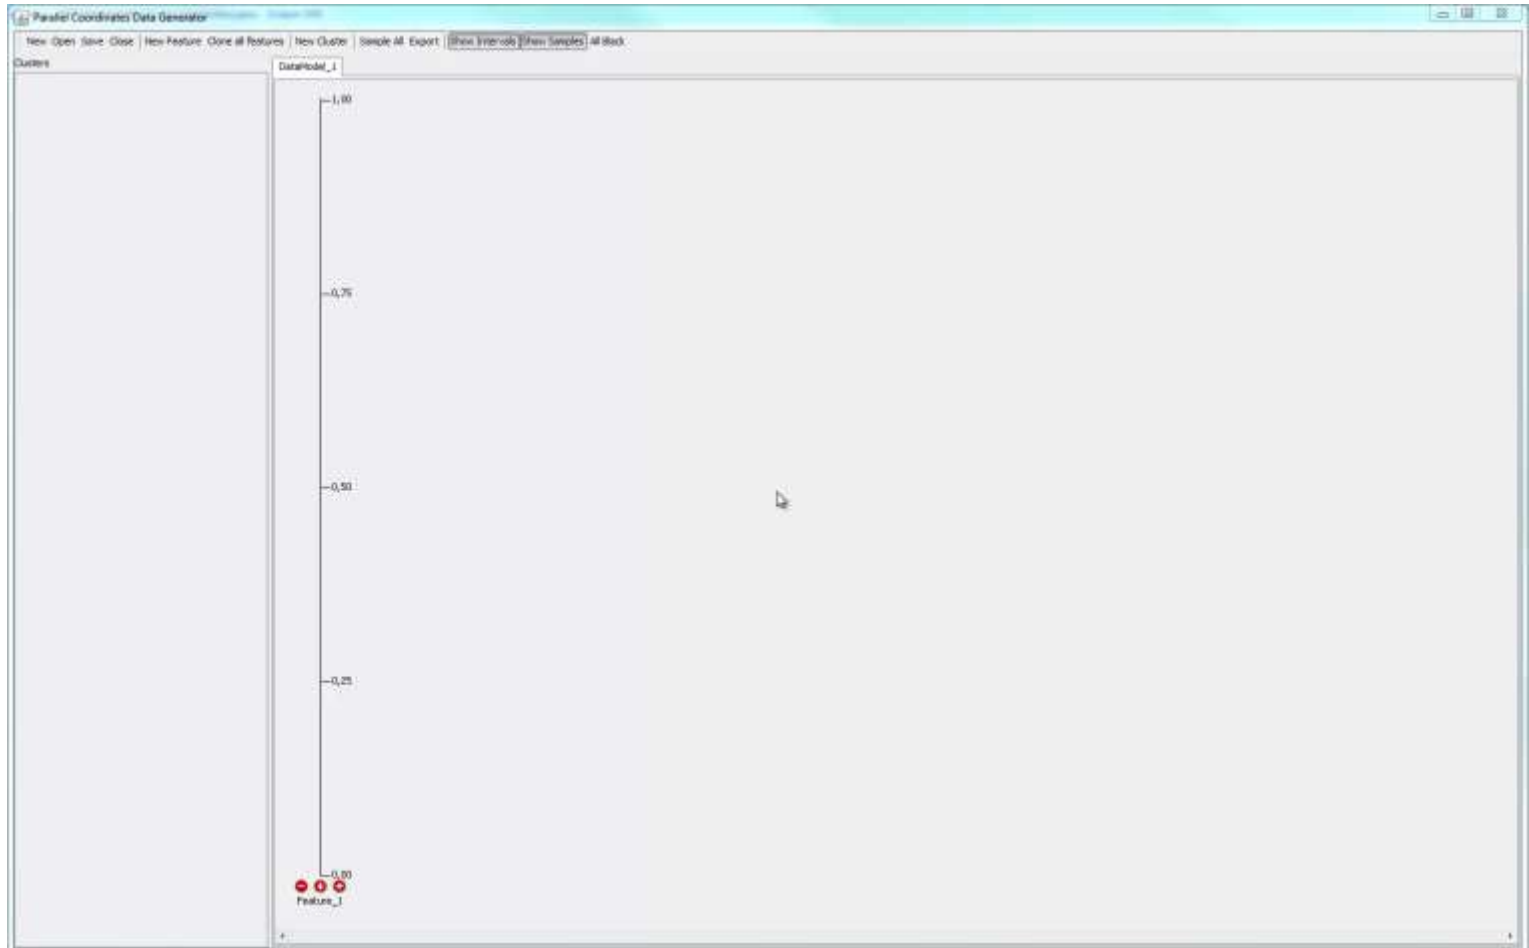 Parallel Coordinates Data Generator
New Open Save Close New Feature Clone all features New Cluster Sample All Export Show Intervals Show Samples All Black
Clusters
DataModel_1
1,00
0,75
0,50
0,25
0,00
Feature_1